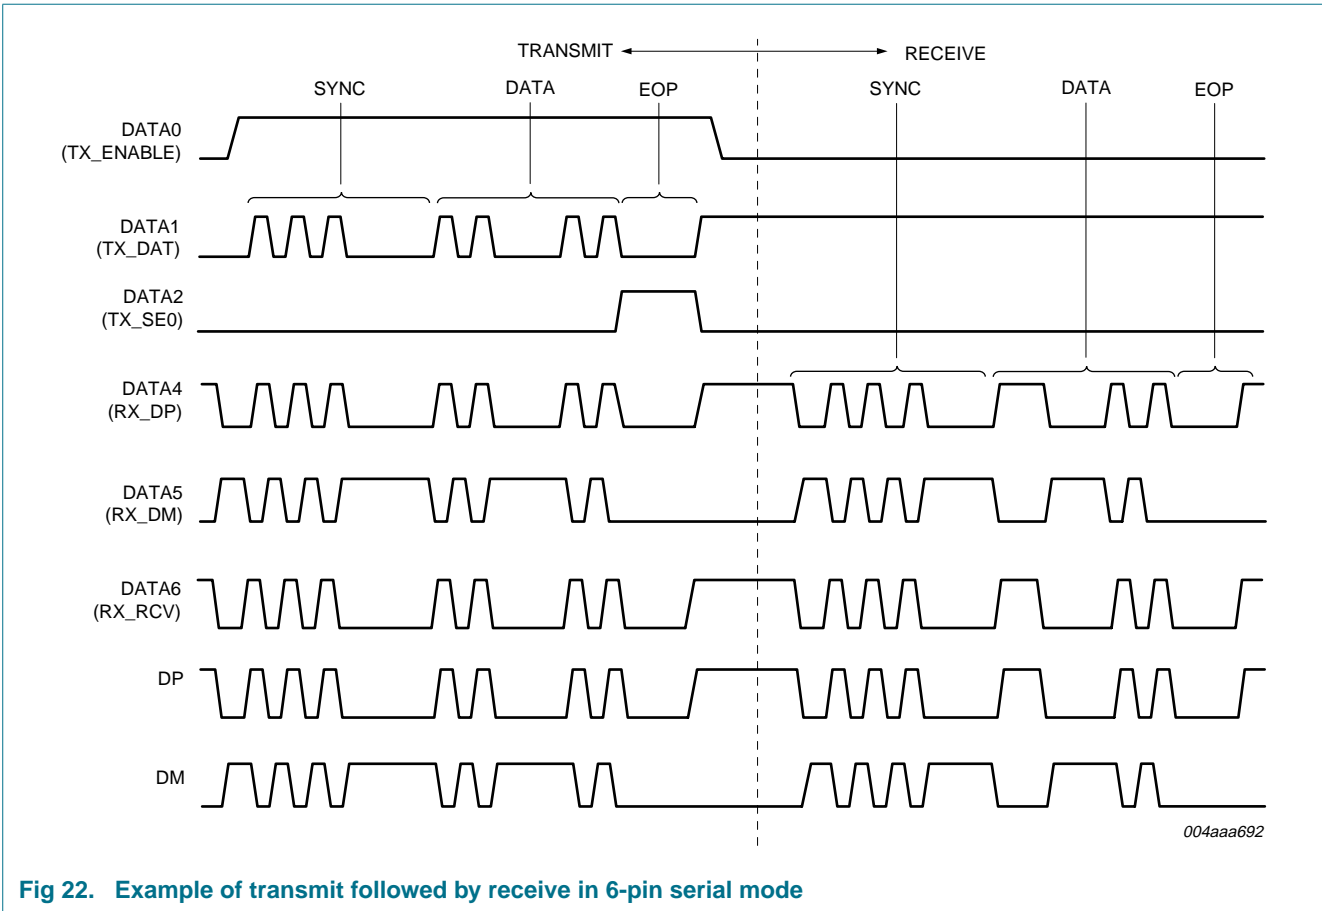 TRANSMIT RECEIVE
SYNC DATA EOP SYNC DATA EOP
DATA0
(TX_ENABLE)
DATA1
(TX_DAT)
DATA2
(TX_SE0)
DATA4
(RX_DP)
DATA5
(RX_DM)
DATA6
(RX_RCV)
DP
DM
004aaa692
Fig 22. Example of transmit followed by receive in 6-pin serial mode